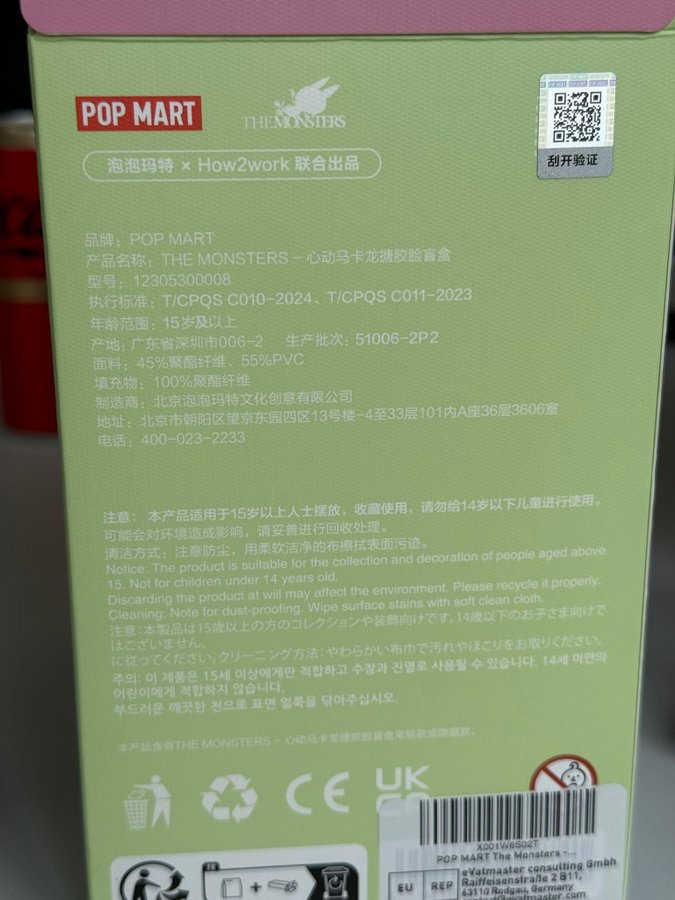 POP MART
THE MONSTERS
刮开验证
泡泡玛特 × How2work 联合出品
品牌：POP MART
产品名称：THE MONSTERS - 心动马卡龙搪胶脸盲盒
型号：12305300008
执行标准：T/CPQS C010-2024、T/CPQS C011-2023
年龄范围：15岁及以上
产地：广东省深圳市006-2 生产批次：51006-2P2
面料：45%聚酯纤维、55%PVC
填充物：100%聚酯纤维
制造商：北京泡泡玛特文化创意有限公司
地址：北京市朝阳区望京东园四区13号楼-4至33层101内A座36层3606室
电话：400-023-2233
注意：本产品适用于15岁以上人士摆放，收藏使用，请勿给14岁以下儿童进行使用。
可能会对环境造成影响，请妥善进行回收处理。
清洁方式：注意防尘，用柔软洁净的布擦拭表面污迹。
Notice: The product is suitable for the collection and decoration of people aged above
15. Not for children under 14 years old.
Discarding the product at will may affect the environment. Please recycle it properly.
Cleaning: Note for dust-proofing. Wipe surface stains with soft clean cloth.
注意：本製品は15歳以上の方のコレクションや装飾向けです。14歳以下のお子さま向けで
はございません。
に従ってください。クリーニング方法：やわらかい布巾で汚れやほこりをお取りください。
주의: 이 제품은 15세 이상에게만 적합하고 수장과 진열로 사용될 수 있습니다. 14세 미만의
어린이에게 적합하지 않습니다.
부드러운 깨끗한 천으로 표면 얼룩을 닦아주십시오.
本产品含有THE MONSTERS - 心动马卡龙搪胶脸盲盒常规款或隐藏款。
CE
UK
X001W6S02T
POP MART The Monsters -...
EU REP
eVatmaster consulting GmbH
Raiffeisenstraße 2 B11,
63110 Rodgau, Germany
FR